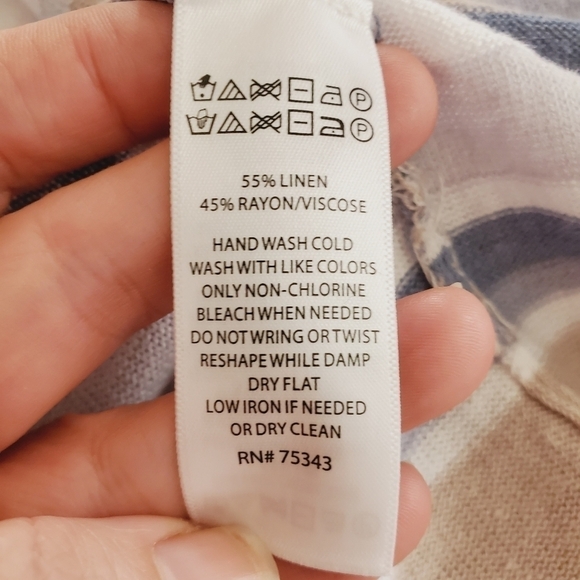 P
P
55% LINEN
45% RAYON/VISCOSE
HAND WASH COLD
WASH WITH LIKE COLORS
ONLY NON-CHLORINE
BLEACH WHEN NEEDED
DO NOT WRING OR TWIST
RESHAPE WHILE DAMP
DRY FLAT
LOW IRON IF NEEDED
OR DRY CLEAN
RN# 75343